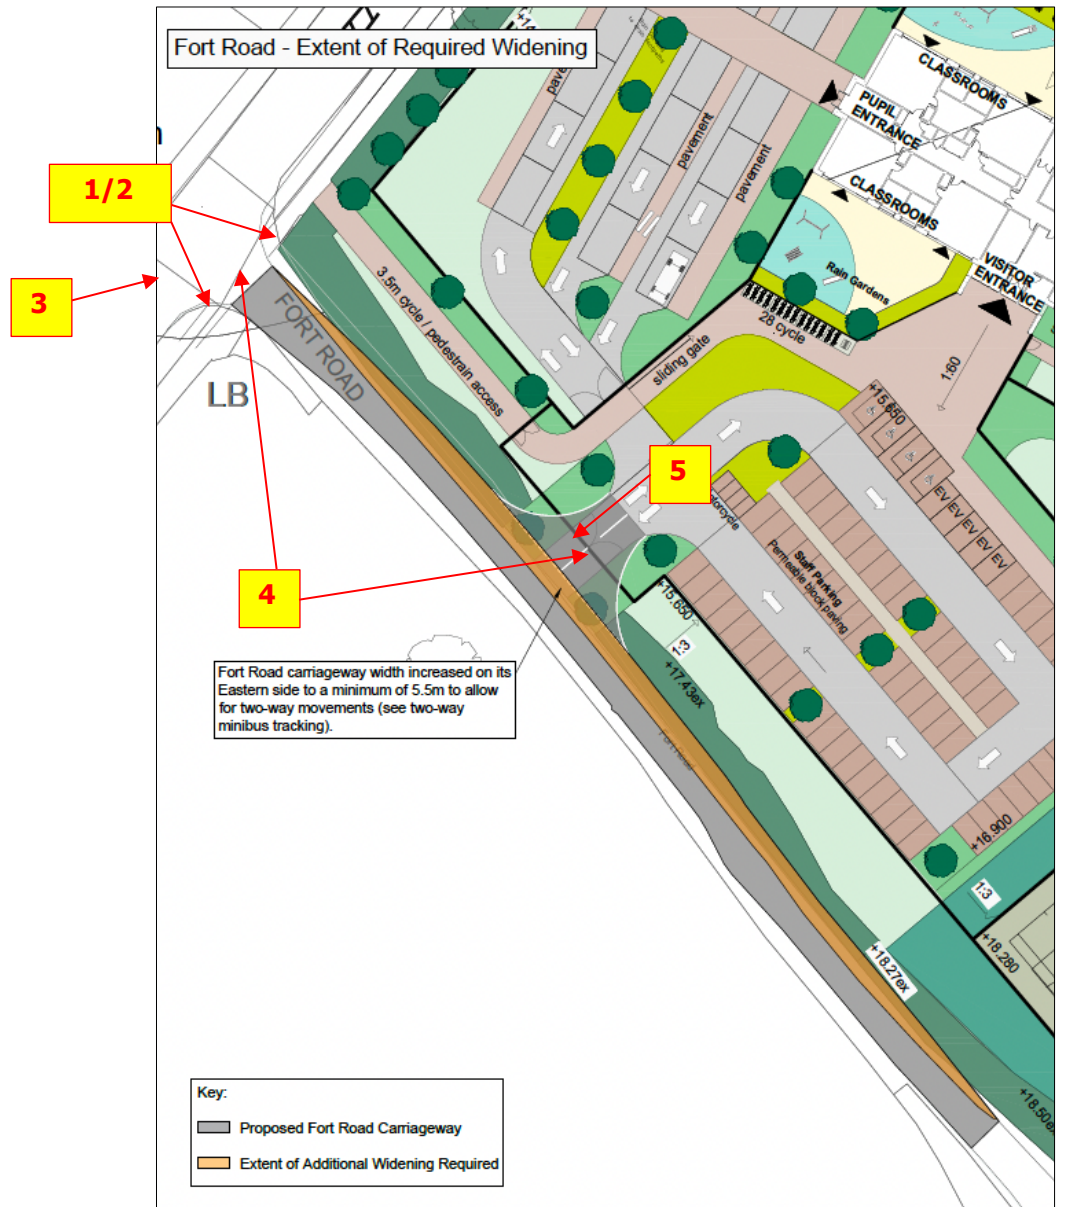 Fort Road - Extent of Required Widening
CLASSROOMS
PUPIL
ENTRANCE
pavement
pavement
CLASSROOMS
1/2
VISITOR
ENTRANCE
Rain Gardens
3
3.5m cycle / pedestrain access
28 cycle
FORT ROAD
sliding gate
1:60
LB
+15.650
5
EV
EV
EV
EV
EV
Staff Parking
Permeable block paving
4
+15.650
1:3
+17.43ex
Fort Road carriageway width increased on its
Eastern side to a minimum of 5.5m to allow
for two-way movements (see two-way
minibus tracking).
Fort Road
+16.900
1:3
+18.280
+18.27ex
Key:
Proposed Fort Road Carriageway
Extent of Additional Widening Required